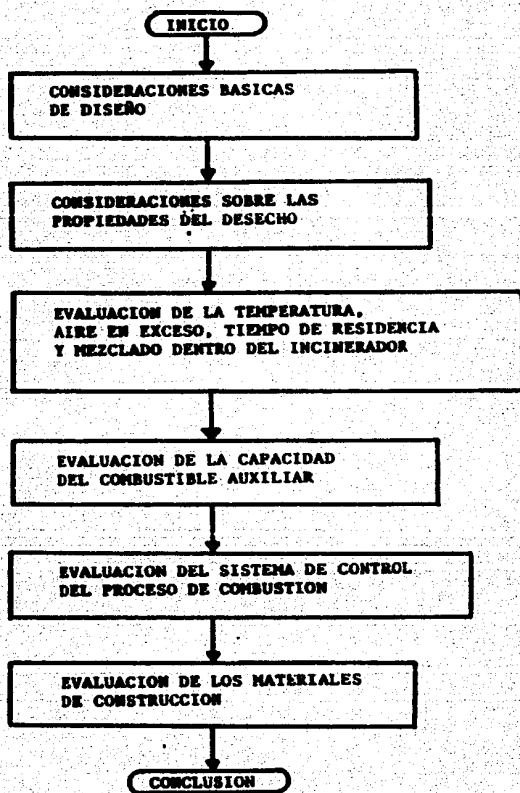 INICIO
CONSIDERACIONES BASICAS
DE DISEÑO
CONSIDERACIONES SOBRE LAS
PROPIEDADES DEL DESECHO
EVALUACION DE LA TEMPERATURA,
AIRE EN EXCESO, TIEMPO DE RESIDENCIA
Y MEZCLADO DENTRO DEL INCINERADOR
EVALUACION DE LA CAPACIDAD
DEL COMBUSTIBLE AUXILIAR
EVALUACION DEL SISTEMA DE CONTROL
DEL PROCESO DE COMBUSTION
EVALUACION DE LOS MATERIALES
DE CONSTRUCCION
CONCLUSION